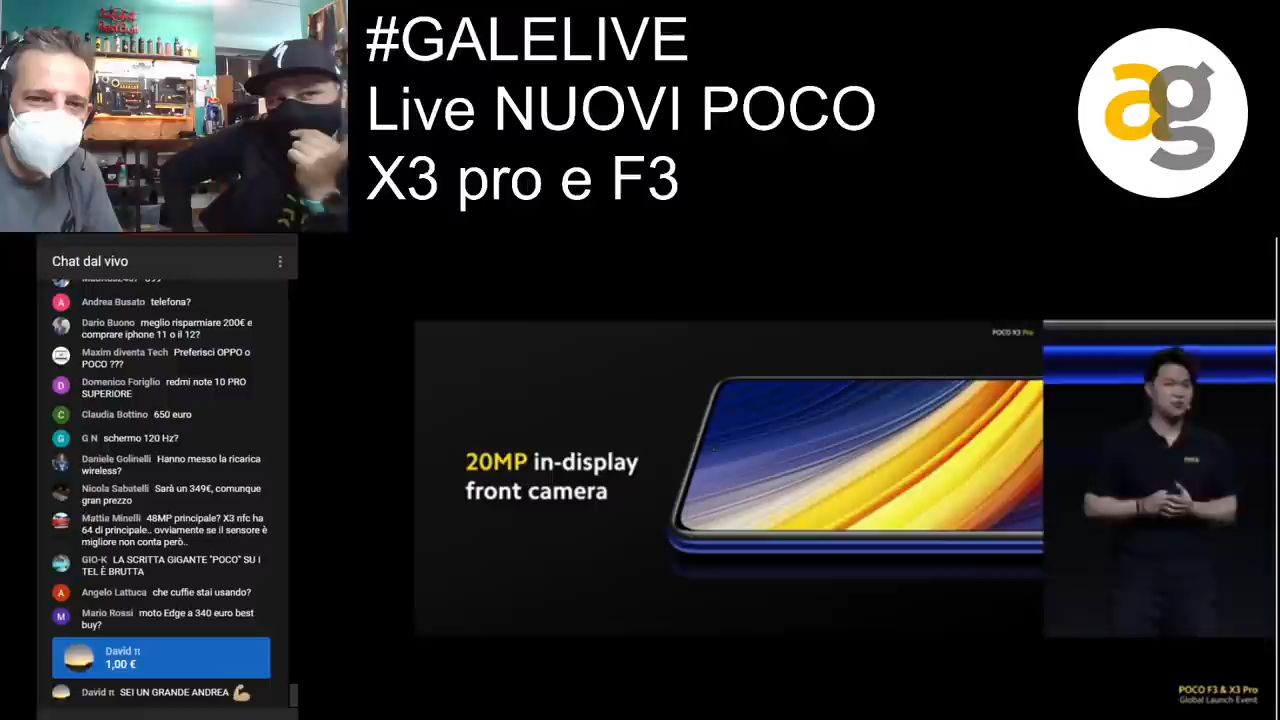 #GALELIVE
Live NUOVI POCO
X3 pro e F3
ag
Chat dal vivo
Andrea Busato telefona?
Dario Buono meglio risparmiare 200€ e
comprare iphone 11 o il 12?
Maxim diventa Tech Preferisci OPPO o
POCO ???
D
Domenico Foriglio redmi note 10 PRO
SUPERIORE
C
Claudia Bottino 650 euro
G
G N schermo 120 Hz?
Daniele Golinelli Hanno messo la ricarica
wireless?
Nicola Sabatelli Sarà un 349€, comunque
gran prezzo
Mattia Minelli 48MP principale? X3 nfc ha
64 di principale.. ovviamente se il sensore è
migliore non conta però..
GIO-K LA SCRITTA GIGANTE "POCO" SU I
TEL È BRUTTA
A
Angelo Lattuca che cuffie stai usando?
M
Mario Rossi moto Edge a 340 euro best
buy?
David π
1,00 €
David π SEI UN GRANDE ANDREA
POCO X3 Pro
20MP in-display
front camera
POCO
POCO F3 & X3 Pro
Global Launch Event